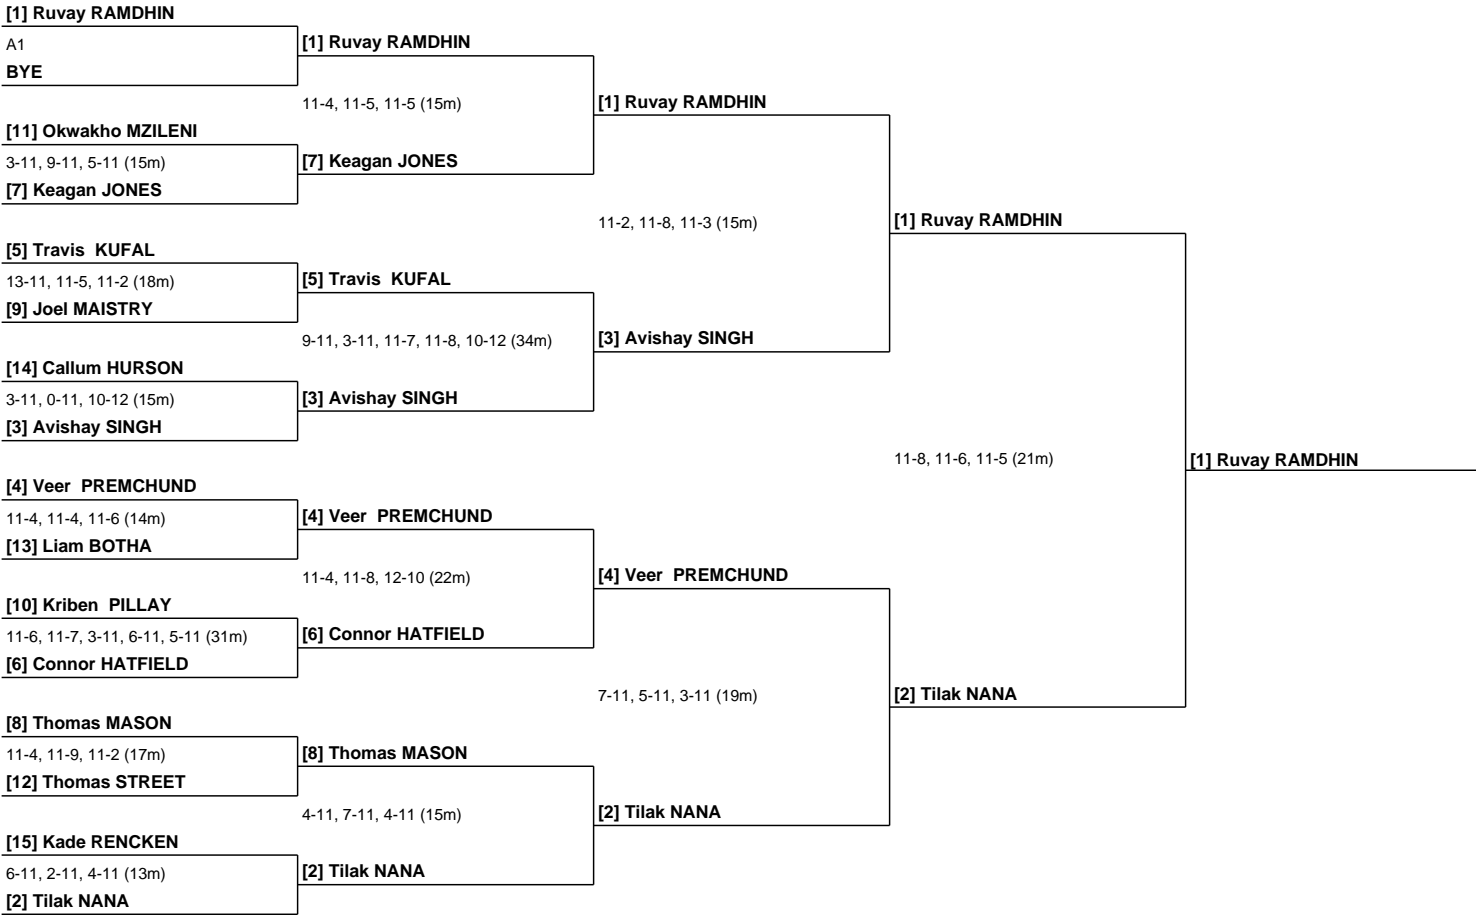 [1] Ruvay RAMDHIN
A1
BYE
[11] Okwakho MZILENI
3-11, 9-11, 5-11 (15m)
[7] Keagan JONES
[5] Travis  KUFAL
13-11, 11-5, 11-2 (18m)
[9] Joel MAISTRY
[14] Callum HURSON
3-11, 0-11, 10-12 (15m)
[3] Avishay SINGH
[4] Veer  PREMCHUND
11-4, 11-4, 11-6 (14m)
[13] Liam BOTHA
[10] Kriben  PILLAY
11-6, 11-7, 3-11, 6-11, 5-11 (31m)
[6] Connor HATFIELD
[8] Thomas MASON
11-4, 11-9, 11-2 (17m)
[12] Thomas STREET
[15] Kade RENCKEN
6-11, 2-11, 4-11 (13m)
[2] Tilak NANA
[1] Ruvay RAMDHIN
11-4, 11-5, 11-5 (15m)
[7] Keagan JONES
[5] Travis  KUFAL
9-11, 3-11, 11-7, 11-8, 10-12 (34m)
[3] Avishay SINGH
[4] Veer  PREMCHUND
11-4, 11-8, 12-10 (22m)
[6] Connor HATFIELD
[8] Thomas MASON
4-11, 7-11, 4-11 (15m)
[2] Tilak NANA
[1] Ruvay RAMDHIN
11-2, 11-8, 11-3 (15m)
[3] Avishay SINGH
[4] Veer  PREMCHUND
7-11, 5-11, 3-11 (19m)
[2] Tilak NANA
[1] Ruvay RAMDHIN
11-8, 11-6, 11-5 (21m)
[2] Tilak NANA
[1] Ruvay RAMDHIN